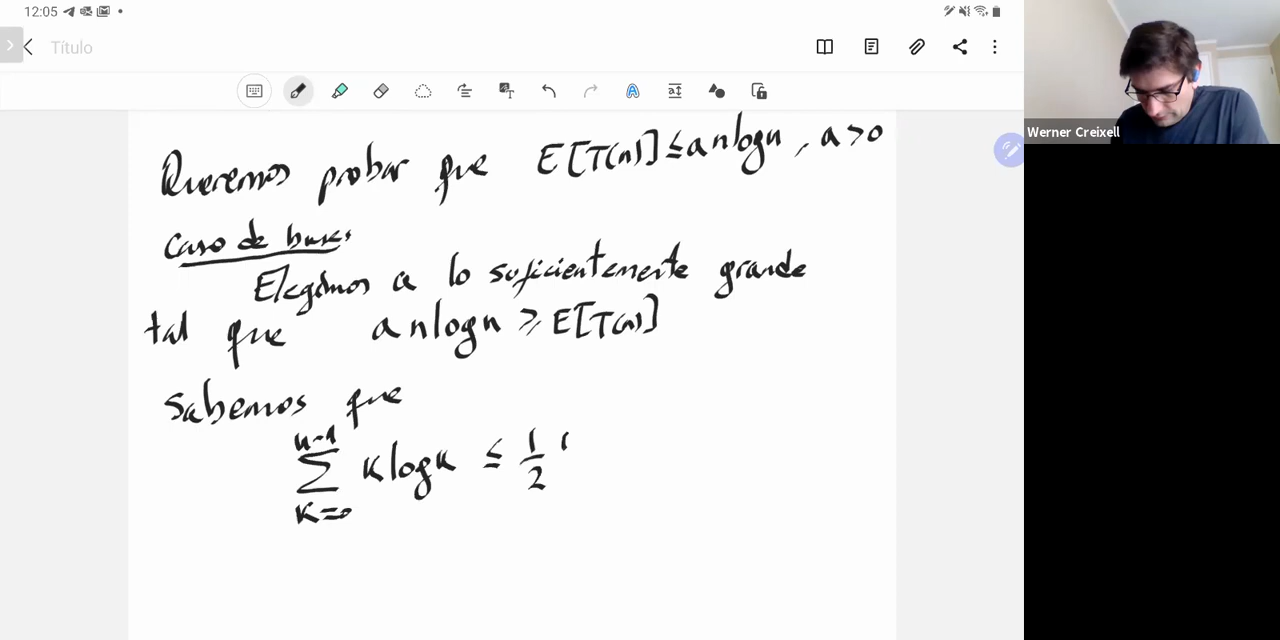 12:05
Título
Werner Creixell
Queremos probar que E[T(n)] ≤ a n log n, a > 0
Caso de base:
Elegimos a lo suficientemente grande
tal que a n log n ≥ E[T(n)]
Sabemos que
n-1
∑ k log k ≤ 1/2
k=0